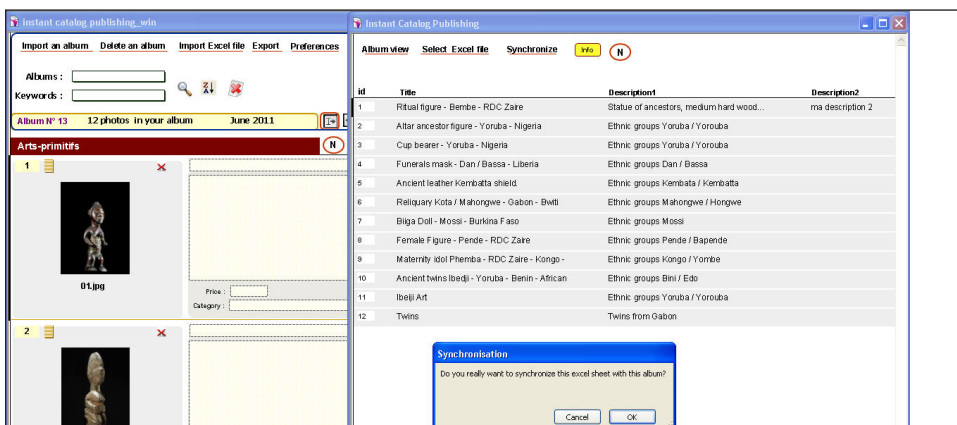 instant catalog publishing_win
Import an album Delete an album Import Excel file Export Preferences
Albums :
Keywords :
Album N° 13 12 photos in your album June 2011
Arts-primitifs N
1
01.jpg
Price :
Category :
2
Instant Catalog Publishing
Album view Select Excel file Synchronize Info N
id Title Description1 Description2
1 Ritual figure - Bembe - RDC Zaire Statue of ancestors, medium hard wood... ma description 2
2 Altar ancestor figure - Yoruba - Nigeria Ethnic groups Yoruba / Yorouba
3 Cup bearer - Yoruba - Nigeria Ethnic groups Yoruba / Yorouba
4 Funerals mask - Dan / Bassa - Liberia Ethnic groups Dan / Bassa
5 Ancient leather Kembatta shield. Ethnic groups Kembata / Kembatta
6 Reliquary Kota / Mahongwe - Gabon - Bwiti Ethnic groups Mahongwe / Hongwe
7 Biiga Doll - Mossi - Burkina Faso Ethnic groups Mossi
8 Female Figure - Pende - RDC Zaire Ethnic groups Pende / Bapende
9 Maternity idol Phemba - RDC Zaire - Kongo - Ethnic groups Kongo / Yombe
10 Ancient twins Ibedji - Yoruba - Benin - African Ethnic groups Bini / Edo
11 Ibeiji Art Ethnic groups Yoruba / Yorouba
12 Twins Twins from Gabon
Synchronisation
Do you really want to synchronize this excel sheet with this album?
Cancel OK